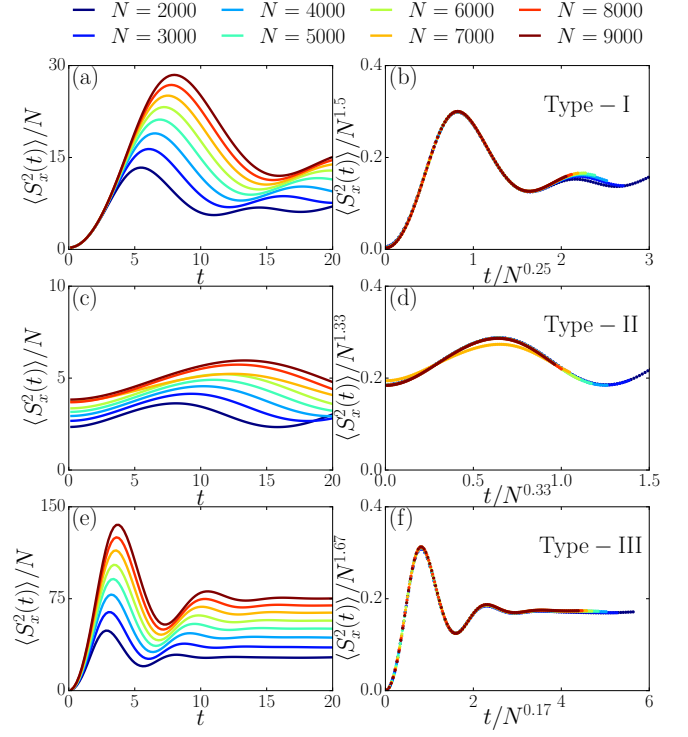 N = 2000 N = 4000 N = 6000 N = 8000
N = 3000 N = 5000 N = 7000 N = 9000
(a)
⟨S_x^2(t)⟩/N
30
15
0
0 5 10 15 20
t
(b)
Type − I
⟨S_x^2(t)⟩/N^{1.5}
0.4
0.2
0.0
0 1 2 3
t/N^{0.25}
(c)
⟨S_x^2(t)⟩/N
10
5
0
0 5 10 15 20
t
(d)
Type − II
⟨S_x^2(t)⟩/N^{1.33}
0.4
0.2
0.0
0.0 0.5 1.0 1.5
t/N^{0.33}
(e)
⟨S_x^2(t)⟩/N
150
75
0
0 5 10 15 20
t
(f)
Type − III
⟨S_x^2(t)⟩/N^{1.67}
0.4
0.2
0.0
0 2 4 6
t/N^{0.17}